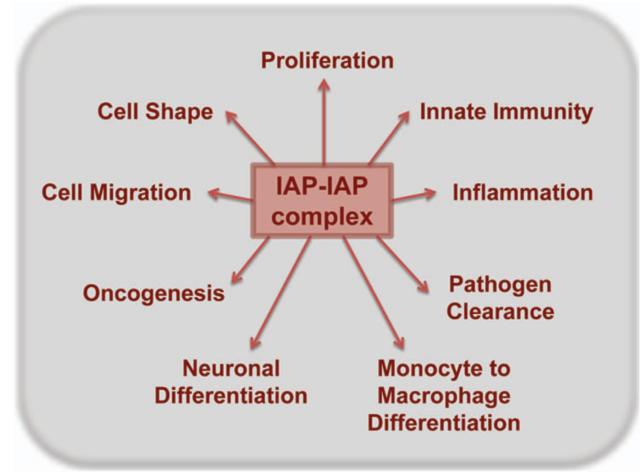 Proliferation
Cell Shape
Innate Immunity
Cell Migration
IAP-IAP
complex
Inflammation
Oncogenesis
Pathogen
Clearance
Neuronal
Differentiation
Monocyte to
Macrophage
Differentiation